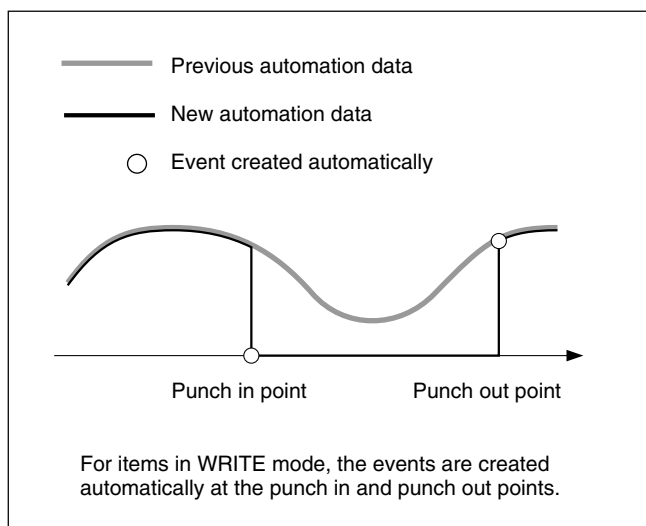 Previous automation data
New automation data
Event created automatically
Punch in point
Punch out point
For items in WRITE mode, the events are created
automatically at the punch in and punch out points.